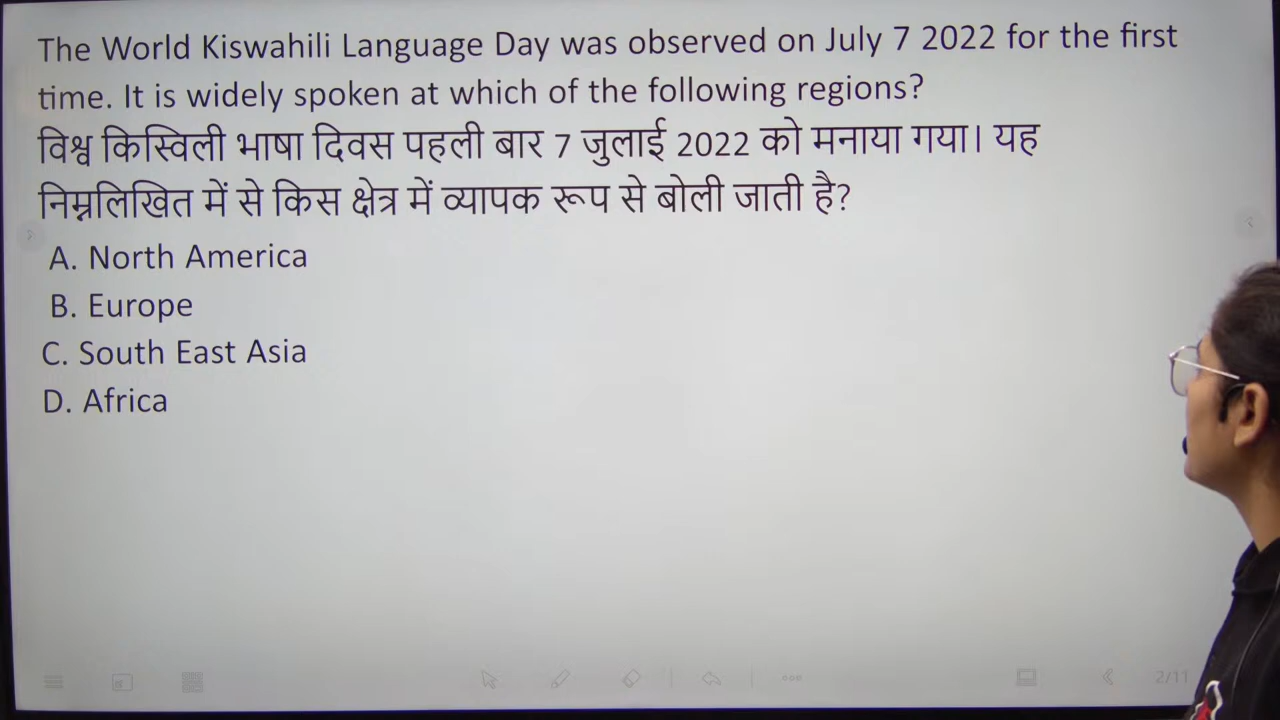 The World Kiswahili Language Day was observed on July 7 2022 for the first
time. It is widely spoken at which of the following regions?
विश्व किस्विली भाषा दिवस पहली बार 7 जुलाई 2022 को मनाया गया। यह
निम्नलिखित में से किस क्षेत्र में व्यापक रूप से बोली जाती है?
A. North America
B. Europe
C. South East Asia
D. Africa
2/11